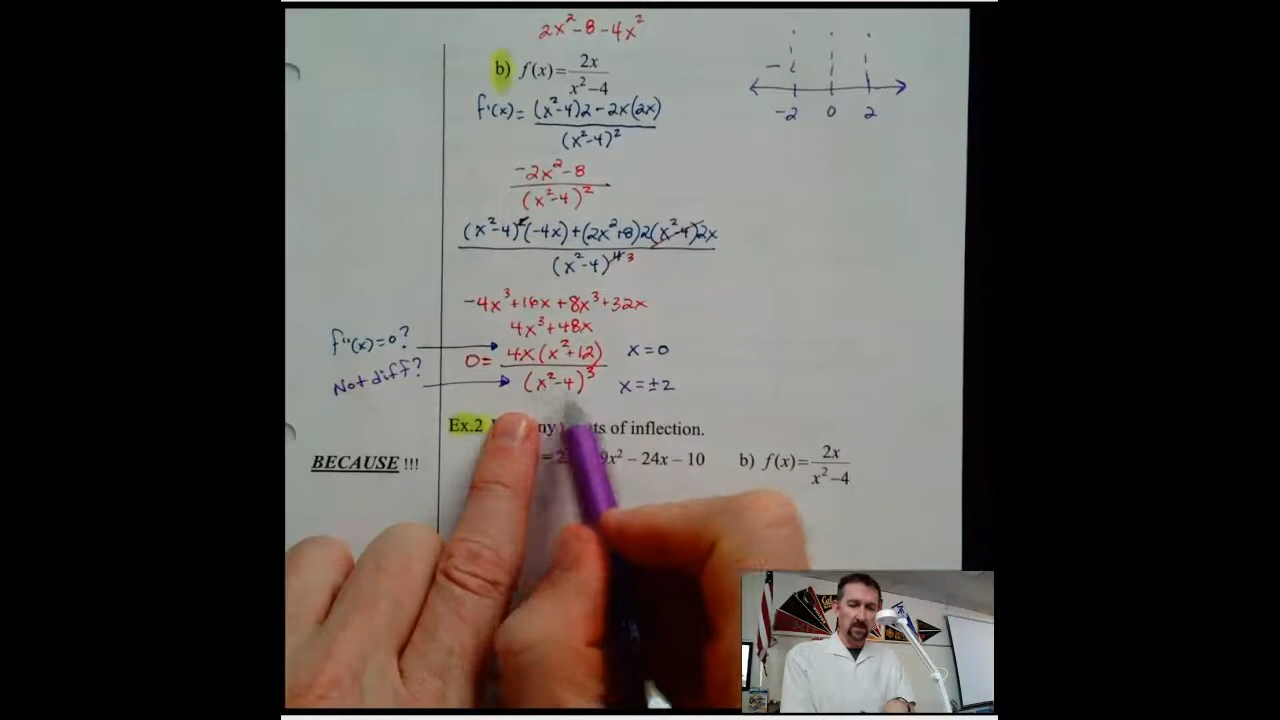 2x²-8-4x²
b) f(x)= 2x / x²-4
f'(x)= (x²-4)2-2x(2x) / (x²-4)²
-2x²-8 / (x²-4)²
(x²-4)²(-4x)+(2x²+8)2(x²-4)2x / (x²-4)⁴ 3
-4x³+16x+8x³+32x
4x³+48x
f''(x)=0?
0= 4x(x²+12) / (x²-4)³
x=0
Not diff?
x=±2
-
-2 0 2
Ex.2 of inflection.
BECAUSE !!!
= 9x² – 24x – 10
b) f(x)= 2x / x²-4